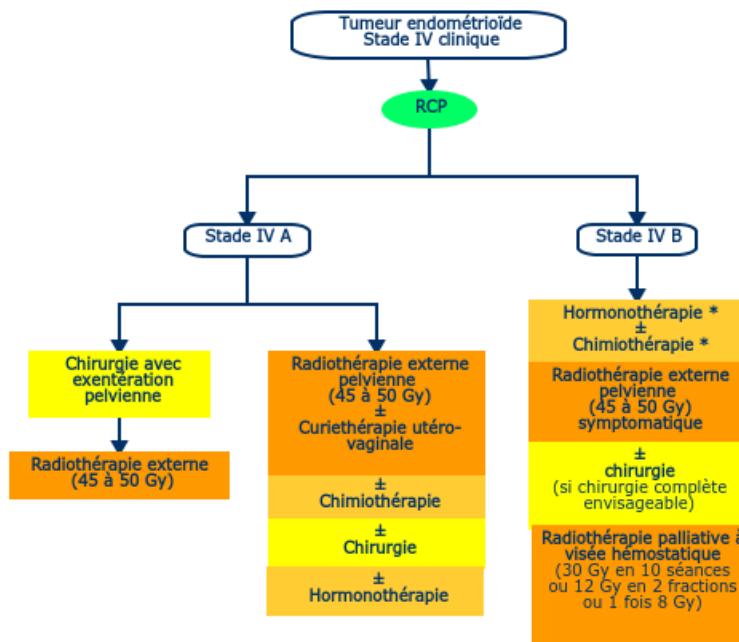 Tumeur endométrioïde
Stade IV clinique
RCP
Stade IV A
Stade IV B
Chirurgie avec
exentération
pelvienne
Radiothérapie externe
(45 à 50 Gy)
Radiothérapie externe
pelvienne
(45 à 50 Gy)
±
Curiethérapie utéro-
vaginale
±
Chimiothérapie
±
Chirurgie
±
Hormonothérapie
Hormonothérapie *
±
Chimiothérapie *
Radiothérapie externe
pelvienne
(45 à 50 Gy)
symptomatique
±
chirurgie
(si chirurgie complète
envisageable)
Radiothérapie palliative à
visée hémostatique
(30 Gy en 10 séances
ou 12 Gy en 2 fractions
ou 1 fois 8 Gy)